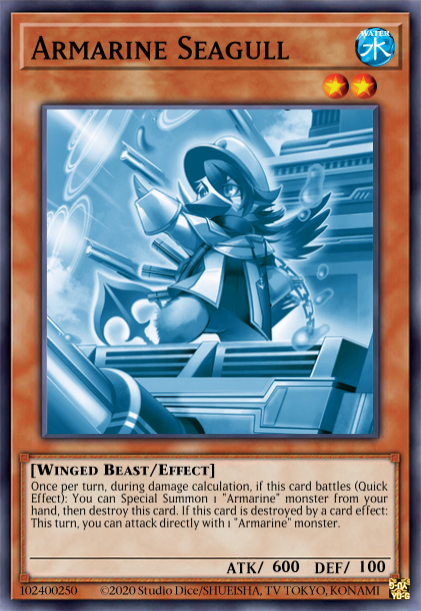 ARMARINE SEAGULL
WATER
水
[WINGED BEAST/EFFECT]
Once per turn, during damage calculation, if this card battles (Quick
Effect): You can Special Summon 1 "Armarine" monster from your
hand, then destroy this card. If this card is destroyed by a card effect:
This turn, you can attack directly with 1 "Armarine" monster.
ATK/ 600 DEF/ 100
102400250 ©2020 Studio Dice/SHUEISHA, TV TOKYO, KONAMI